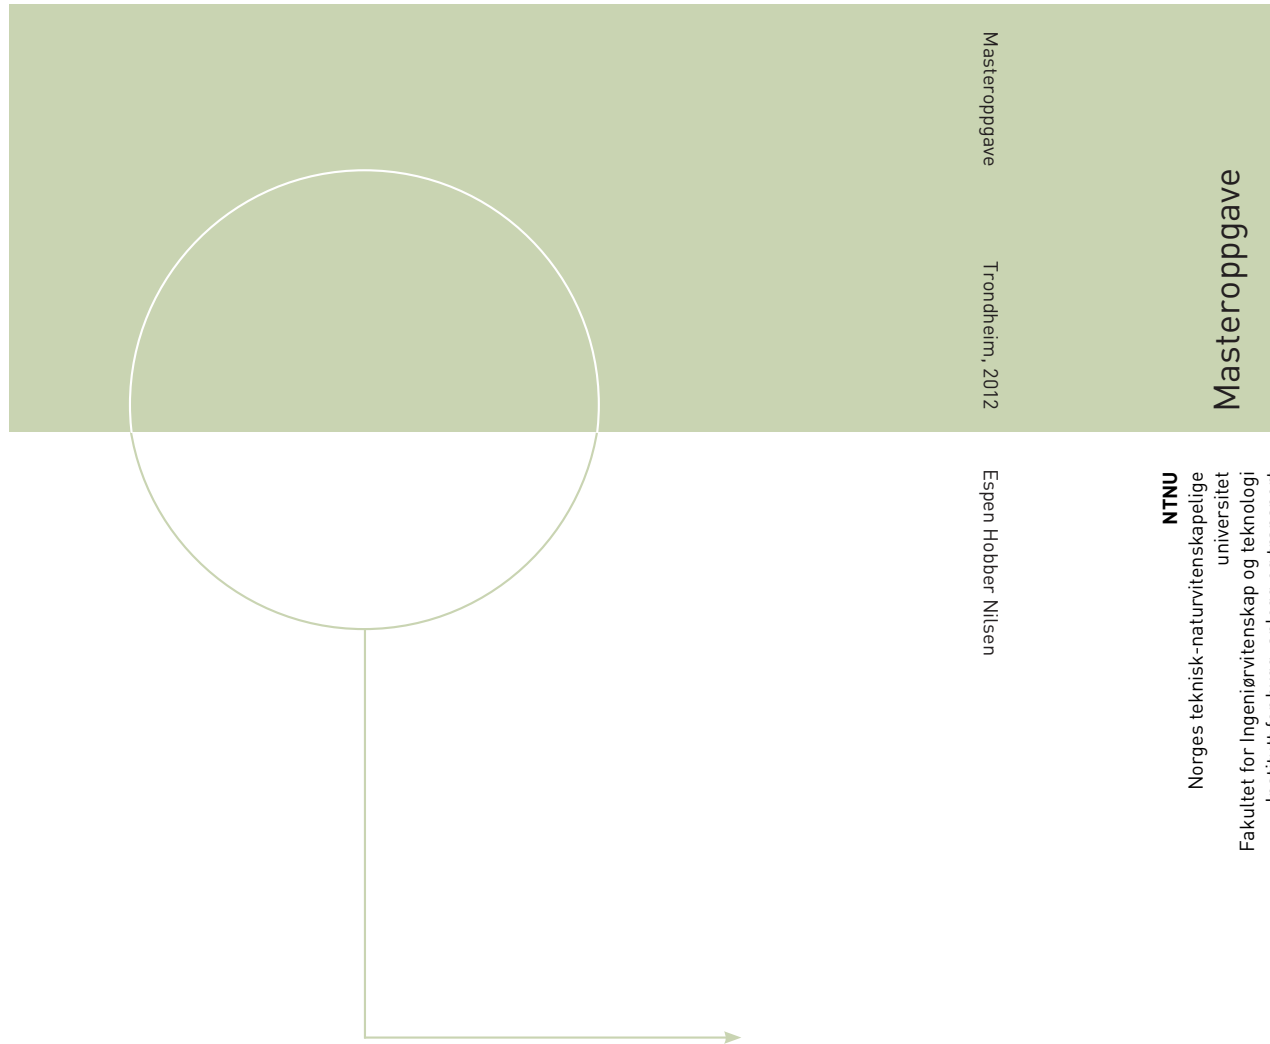 Masteroppgave
Trondheim, 2012
Espen Hobber Nilsen
Masteroppgave
NTNU
Norges teknisk-naturvitenskapelige
universitet
Fakultet for Ingeniørvitenskap og teknologi